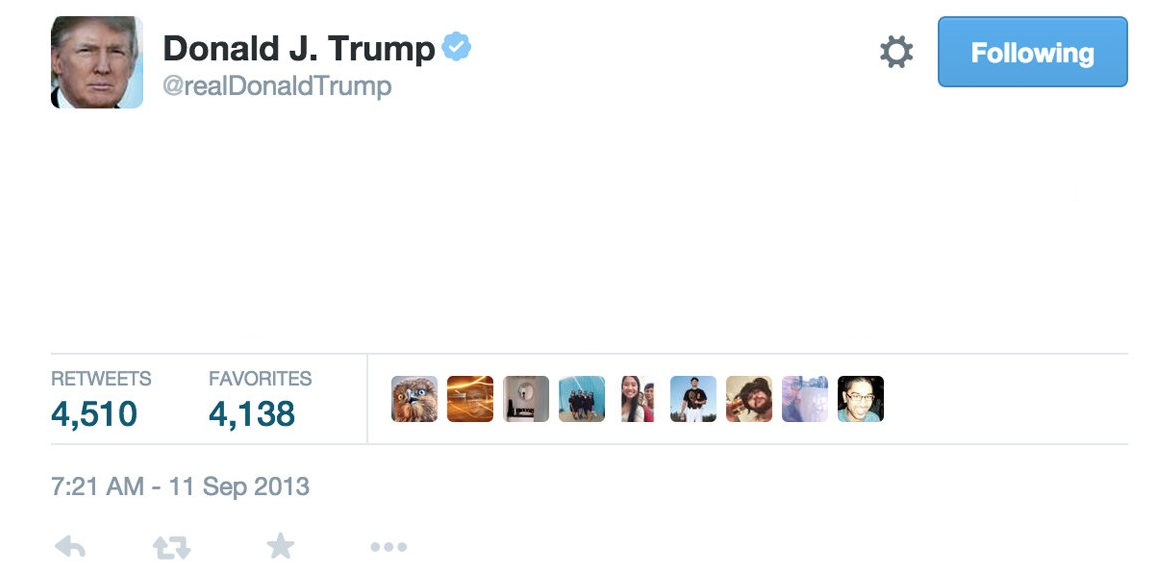 Donald J. Trump
@realDonaldTrump
Following
RETWEETS FAVORITES
4,510 4,138
7:21 AM - 11 Sep 2013